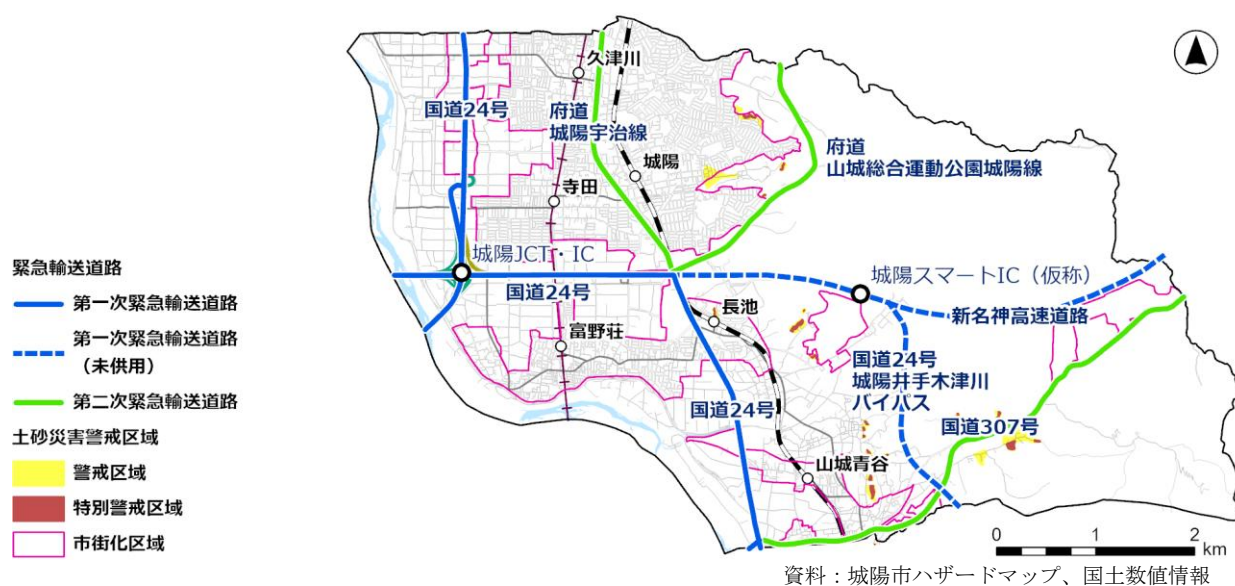 久津川
国道24号
府道
城陽宇治線
城陽
府道
山城総合運動公園城陽線
寺田
城陽JCT・IC
国道24号
城陽スマートIC（仮称）
長池
新名神高速道路
富野荘
国道24号
城陽井手木津川
バイパス
国道24号
国道307号
山城青谷
緊急輸送道路
第一次緊急輸送道路
第一次緊急輸送道路
（未供用）
第二次緊急輸送道路
土砂災害警戒区域
警戒区域
特別警戒区域
市街化区域
0 1 2
km
資料：城陽市ハザードマップ、国土数値情報